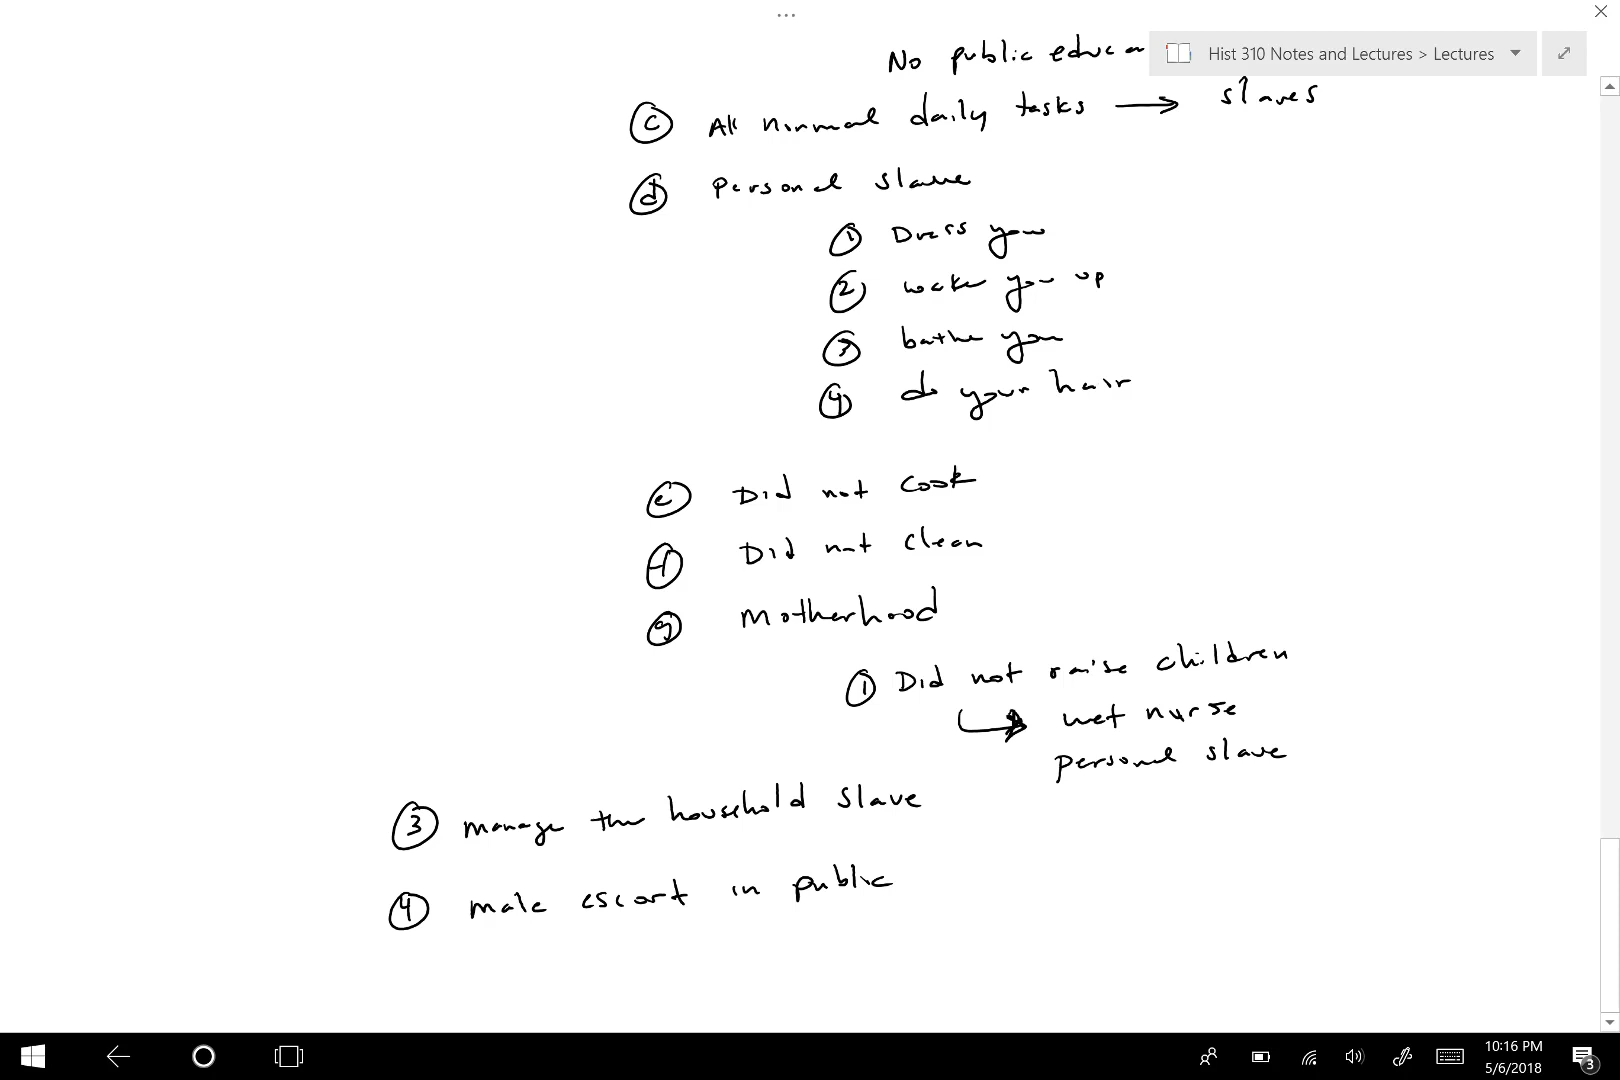 ...
No public educa
Hist 310 Notes and Lectures > Lectures
c All normal daily tasks → slaves
d Personal slave
1 Dress you
2 wake you up
3 bathe you
4 do your hair
e Did not cook
f Did not clean
g Motherhood
1 Did not raise children
↳ wet nurse
personal slave
3 manage the household slave
4 male escort in public
10:16 PM
5/6/2018
3